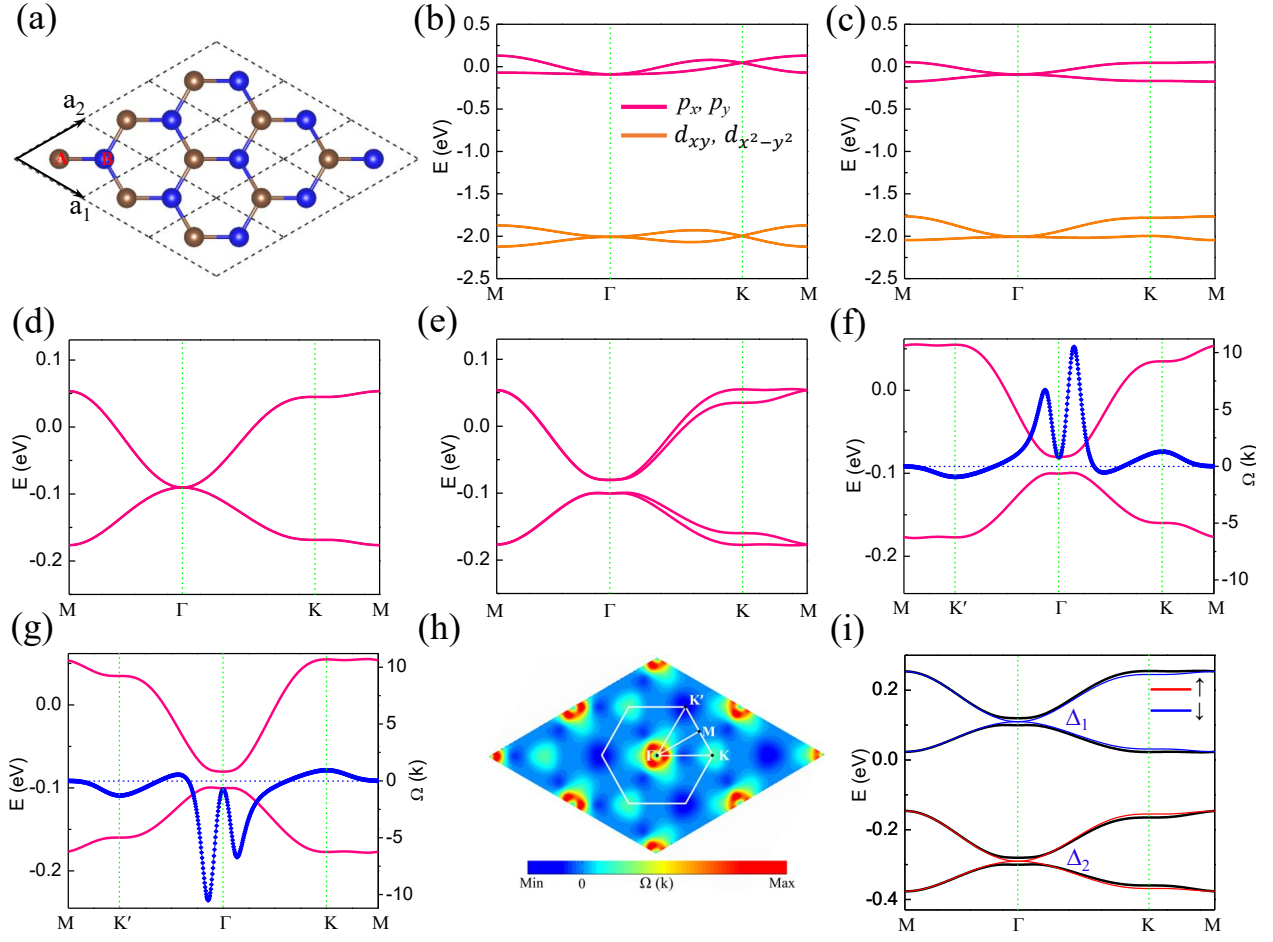 (a)
a₂
A
B
a₁
(b)
0.5
0.0
-0.5
-1.0
-1.5
-2.0
-2.5
E (eV)
pₓ, pᵧ
dₓᵧ, dₓ²₋ᵧ²
M Γ K M
(c)
0.5
0.0
-0.5
-1.0
-1.5
-2.0
-2.5
E (eV)
M Γ K M
(d)
0.1
0.0
-0.1
-0.2
E (eV)
M Γ K M
(e)
0.1
0.0
-0.1
-0.2
E (eV)
M Γ K M
(f)
0.0
-0.1
-0.2
E (eV)
10
5
0
-5
-10
Ω (k)
M K′ Γ K M
(g)
0.0
-0.1
-0.2
E (eV)
10
5
0
-5
-10
Ω (k)
M K′ Γ K M
(h)
K′
M
Γ
K
Min 0 Ω (k) Max
(i)
0.2
0.0
-0.2
-0.4
E (eV)
↑
↓
Δ₁
Δ₂
M Γ K M